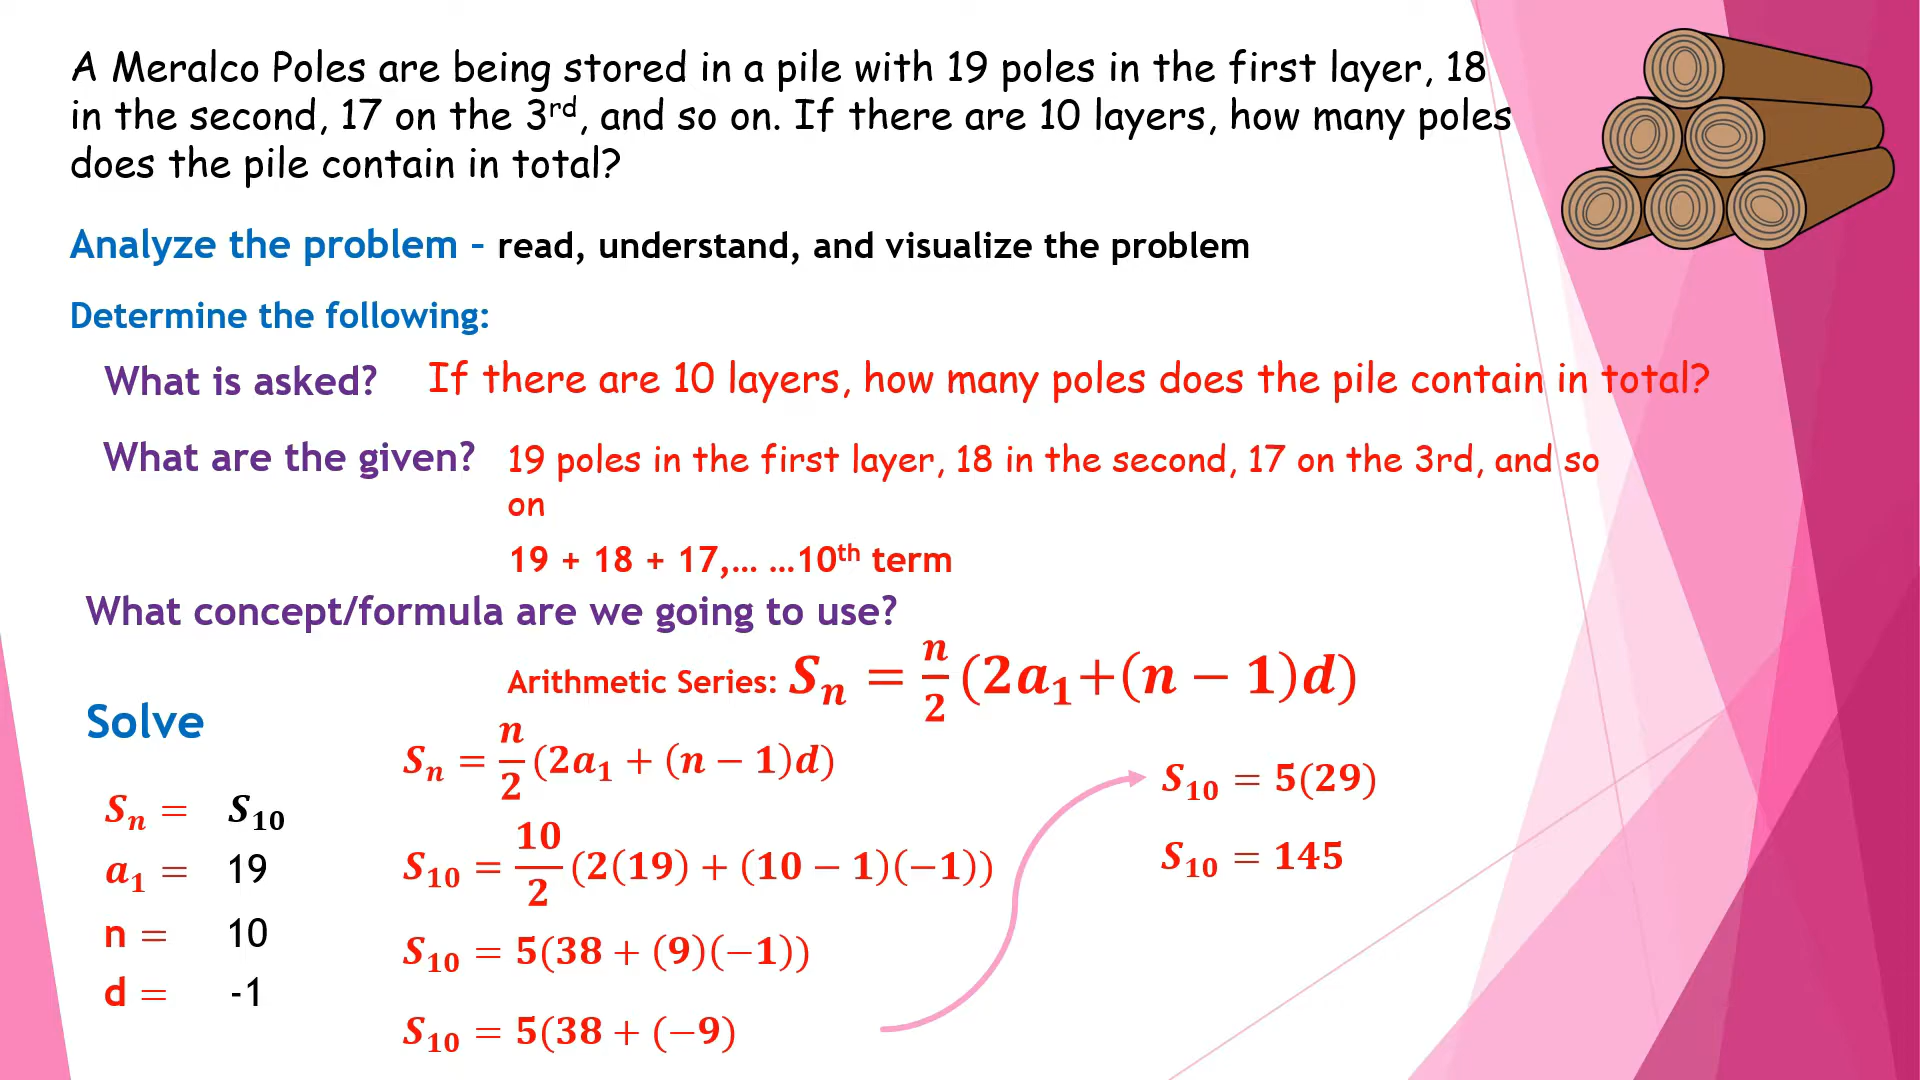 A Meralco Poles are being stored in a pile with 19 poles in the first layer, 18
in the second, 17 on the 3rd, and so on. If there are 10 layers, how many poles
does the pile contain in total?
Analyze the problem – read, understand, and visualize the problem
Determine the following:
What is asked? If there are 10 layers, how many poles does the pile contain in total?
What are the given? 19 poles in the first layer, 18 in the second, 17 on the 3rd, and so
on
19 + 18 + 17,… …10th term
What concept/formula are we going to use?
Arithmetic Series: Sₙ = n/2 (2a₁+(n − 1)d)
Solve
Sₙ = n/2 (2a₁ + (n − 1)d)
Sₙ = S₁₀
a₁ = 19
n = 10
d = -1
S₁₀ = 10/2 (2(19) + (10 − 1)(−1))
S₁₀ = 5(38 + (9)(−1))
S₁₀ = 5(38 + (−9)
S₁₀ = 5(29)
S₁₀ = 145